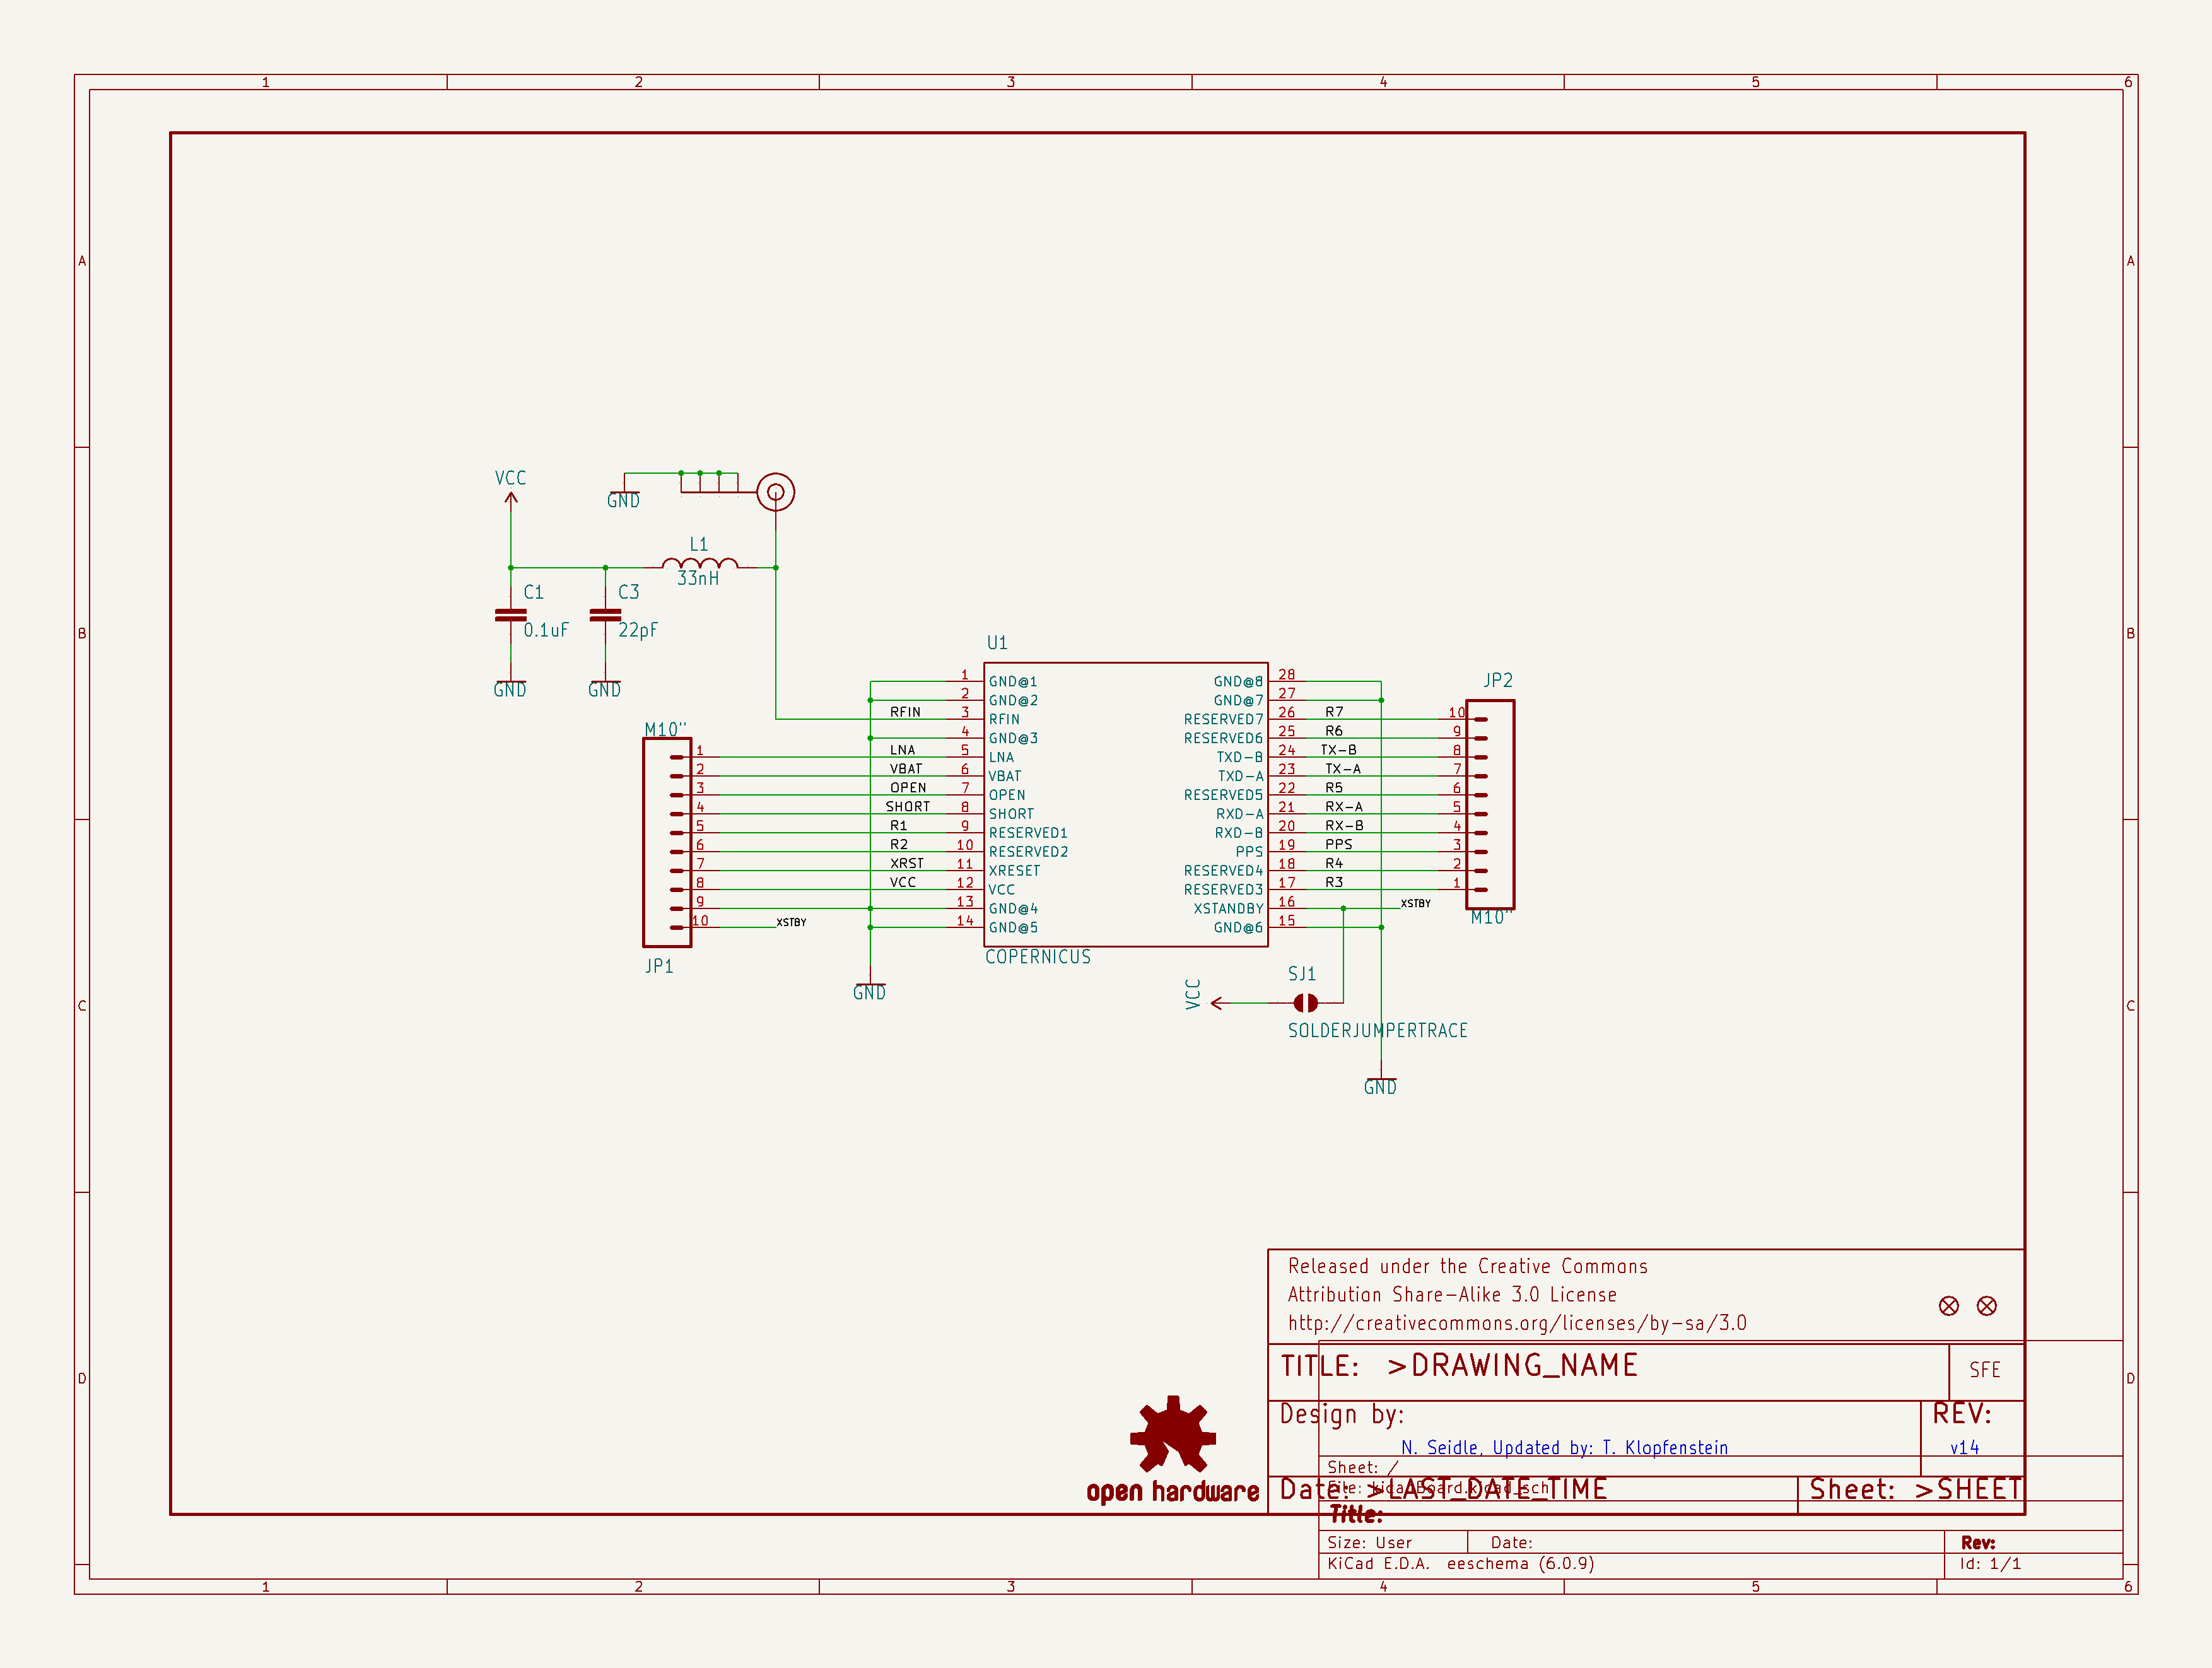 1 2 3 4 5 6
A A
VCC
GND
L1
33nH
C1 C3
0.1uF 22pF
GND GND
B B
U1
JP2
JP1
M10"
M10"
1 GND@1 GND@8 28
2 GND@2 GND@7 27
RFIN 3 RFIN RESERVED7 26 R7 10
4 GND@3 RESERVED6 25 R6 9
1 LNA 5 LNA TXD-B 24 TX-B 8
2 VBAT 6 VBAT TXD-A 23 TX-A 7
3 OPEN 7 OPEN RESERVED5 22 R5 6
4 SHORT 8 SHORT RXD-A 21 RX-A 5
5 R1 9 RESERVED1 RXD-B 20 RX-B 4
6 R2 10 RESERVED2 PPS 19 PPS 3
7 XRST 11 XRESET RESERVED4 18 R4 2
8 VCC 12 VCC RESERVED3 17 R3 1
9 13 GND@4 XSTANDBY 16 XSTBY
10 XSTBY 14 GND@5 GND@6 15
COPERNICUS
GND
VCC
SJ1
SOLDERJUMPERTRACE
GND
C C
Released under the Creative Commons
Attribution Share-Alike 3.0 License
http://creativecommons.org/licenses/by-sa/3.0
TITLE: >DRAWING_NAME
SFE
D D
Design by:
REV:
N. Seidle, Updated by: T. Klopfenstein
v14
Sheet: /
File: kicadBoard.kicad_sch
Date: >LAST_DATE_TIME
Sheet: >SHEET
open hardware
Title:
Size: User Date: Rev:
KiCad E.D.A. eeschema (6.0.9) Id: 1/1
1 2 3 4 5 6